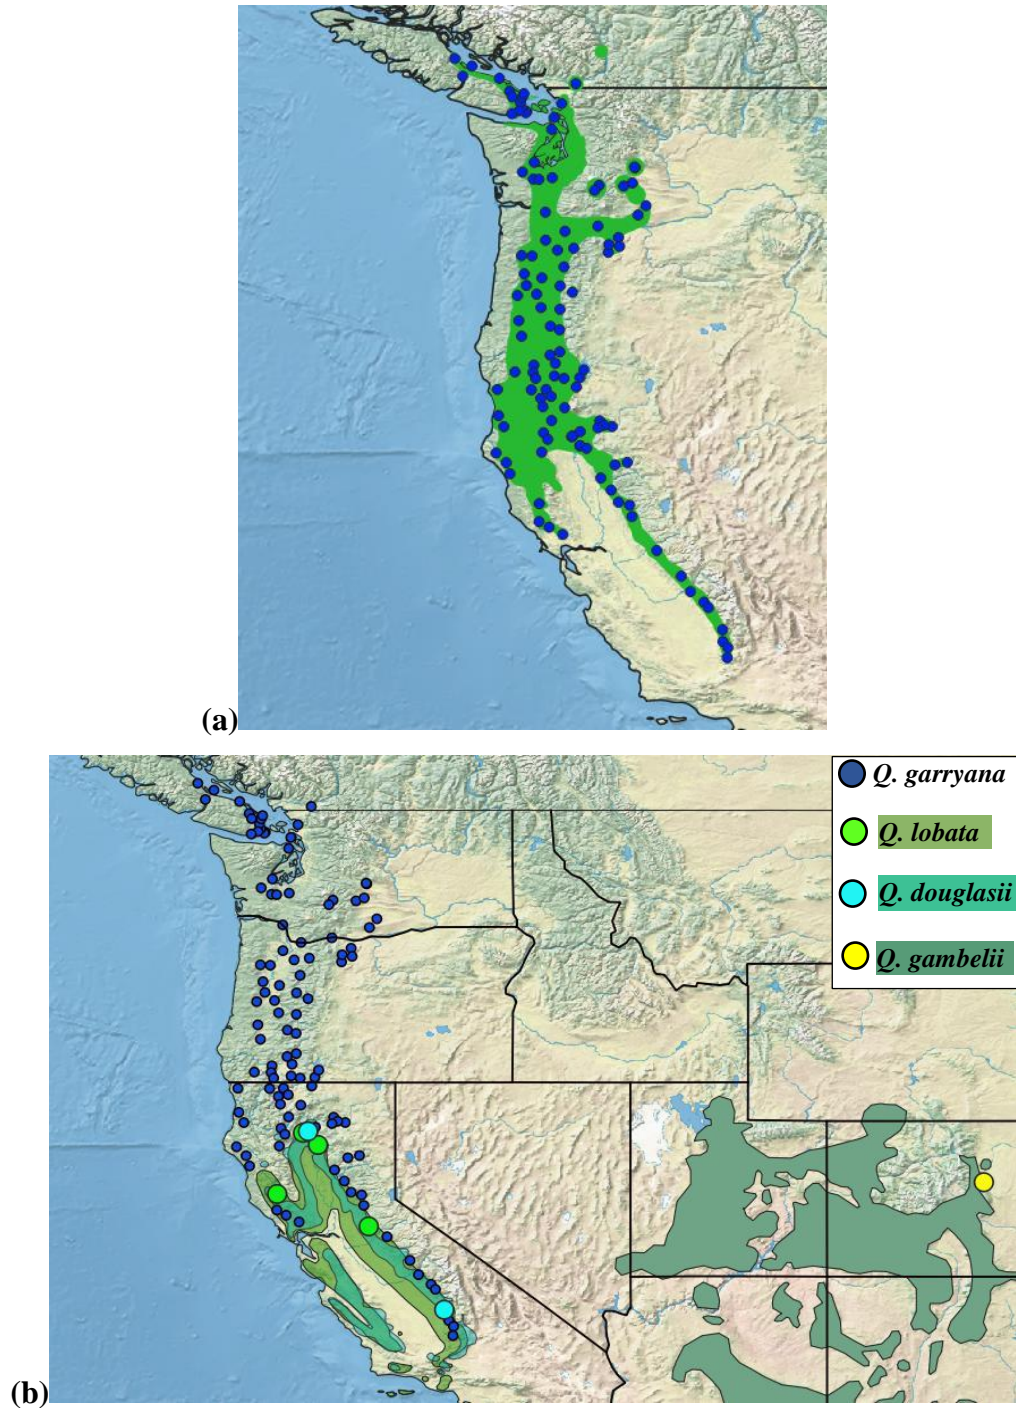 (a)
Q. garryana
Q. lobata
Q. douglasii
Q. gambelii
(b)